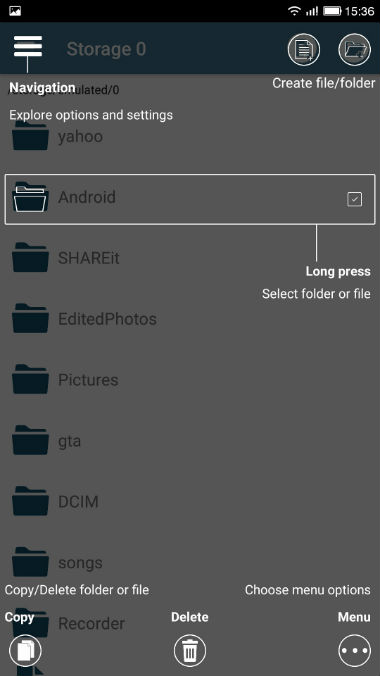 15:36
Storage 0
Navigation
ulated/0
Create file/folder
Explore options and settings
yahoo
Android
SHAREit
Long press
Select folder or file
EditedPhotos
Pictures
gta
DCIM
songs
Copy/Delete folder or file
Choose menu options
Copy
Delete
Menu
Recorder